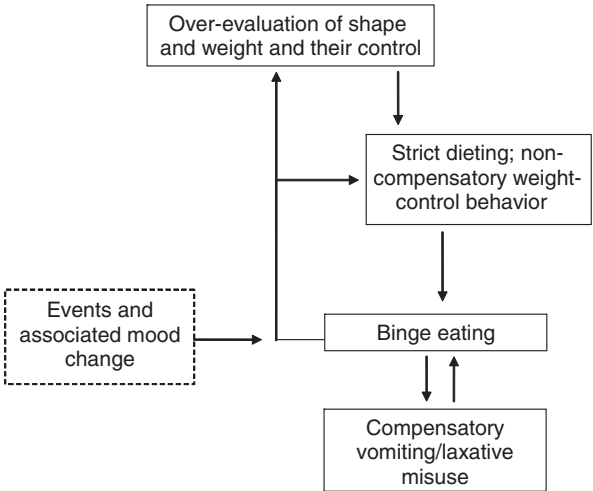 Over-evaluation of shape
and weight and their control
Strict dieting; non-
compensatory weight-
control behavior
Events and
associated mood
change
Binge eating
Compensatory
vomiting/laxative
misuse